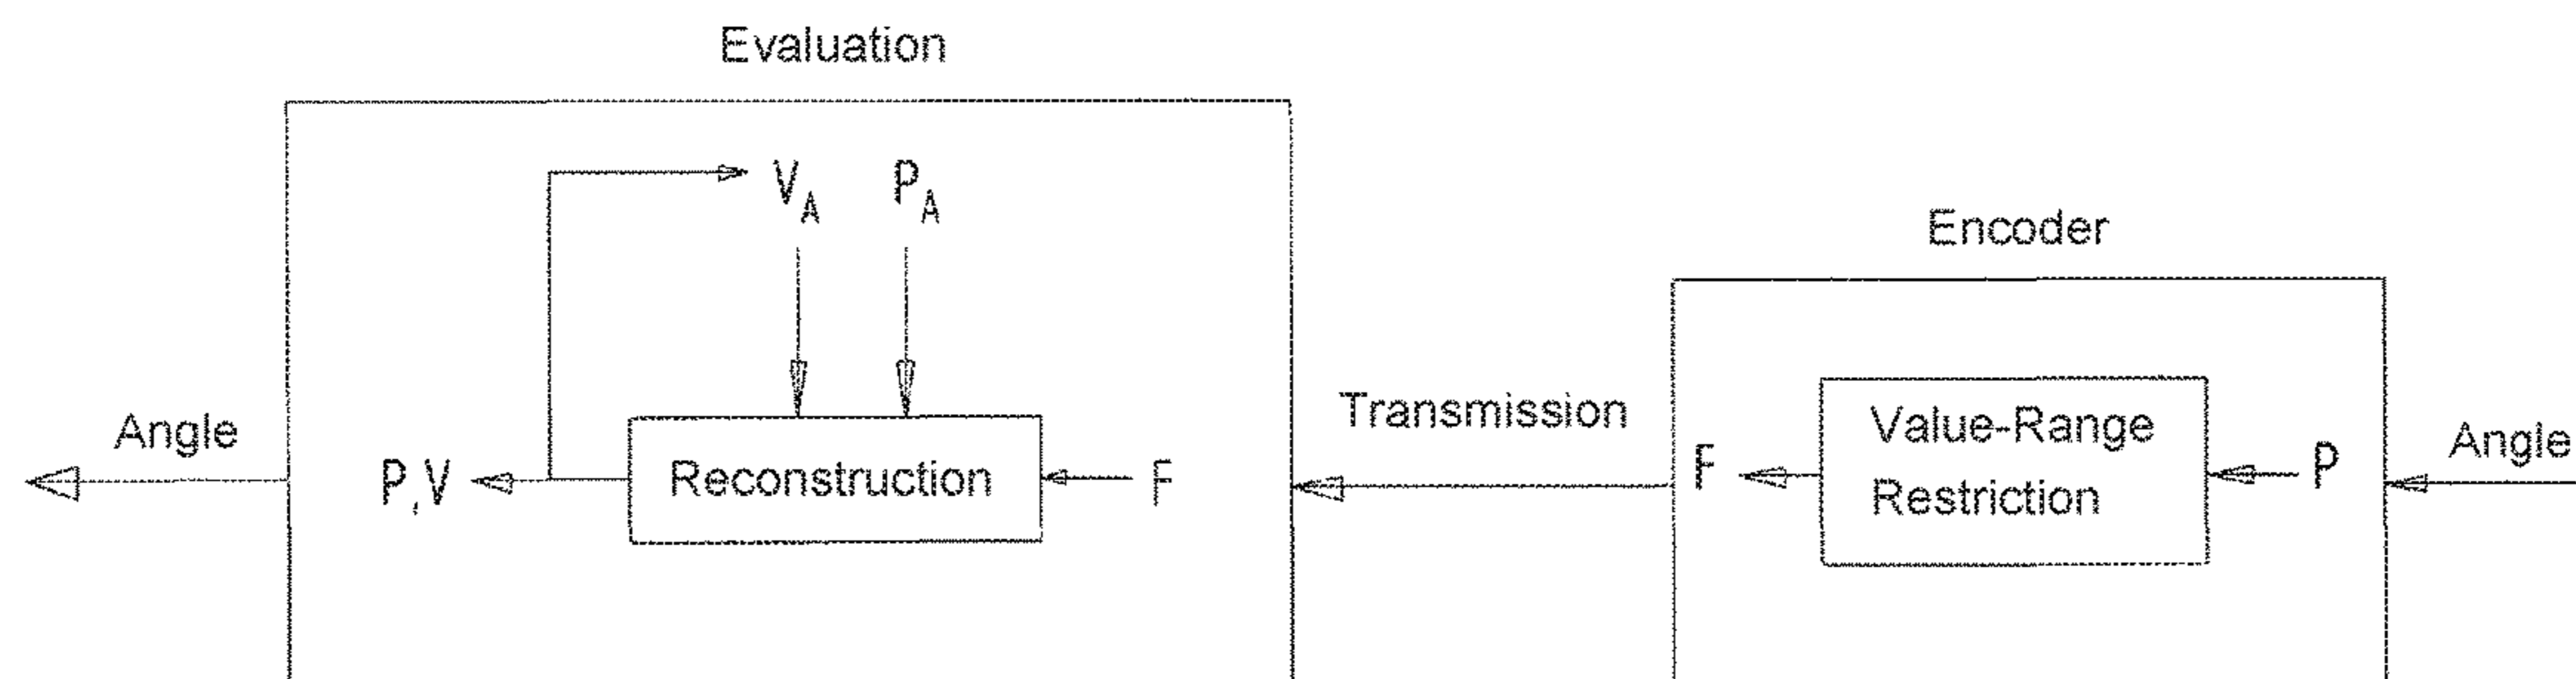 Evaluation
V_A P_A
Encoder
Angle
P,V
Reconstruction
F
Transmission
F
Value-Range
Restriction
P
Angle